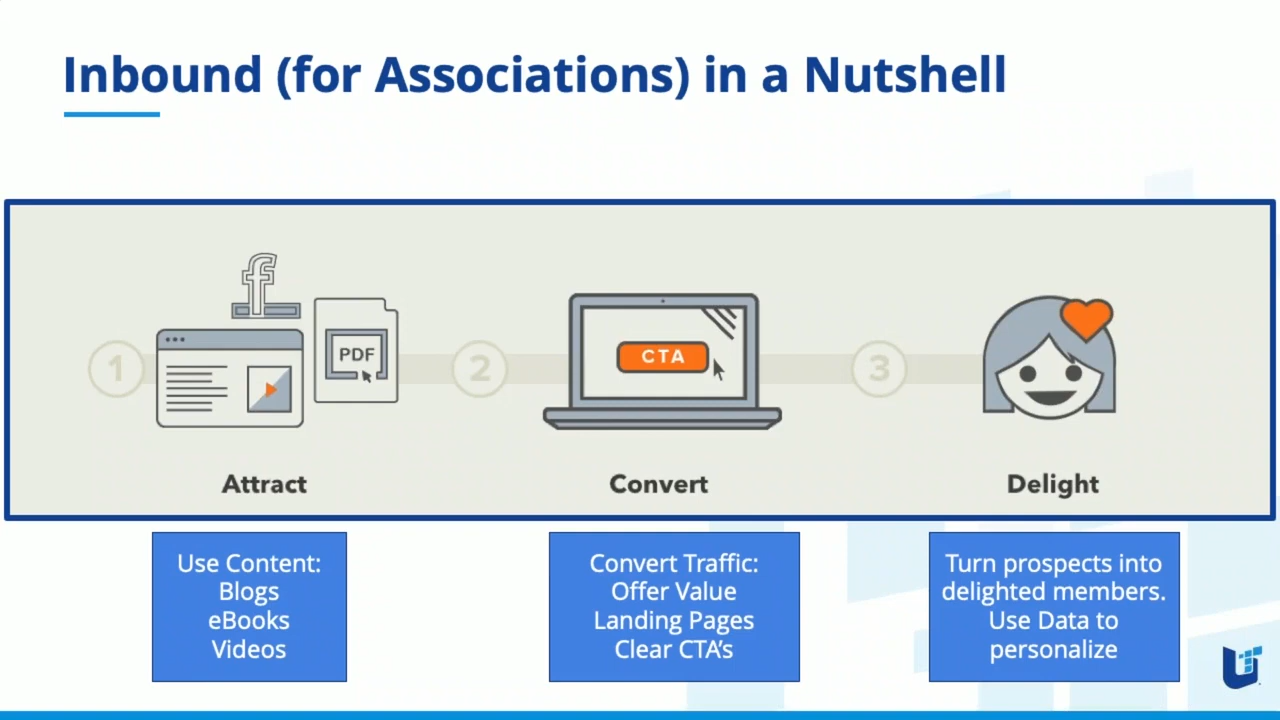 Inbound (for Associations) in a Nutshell
f
PDF
CTA
1
2
3
Attract
Convert
Delight
Use Content:
Blogs
eBooks
Videos
Convert Traffic:
Offer Value
Landing Pages
Clear CTA’s
Turn prospects into
delighted members.
Use Data to
personalize